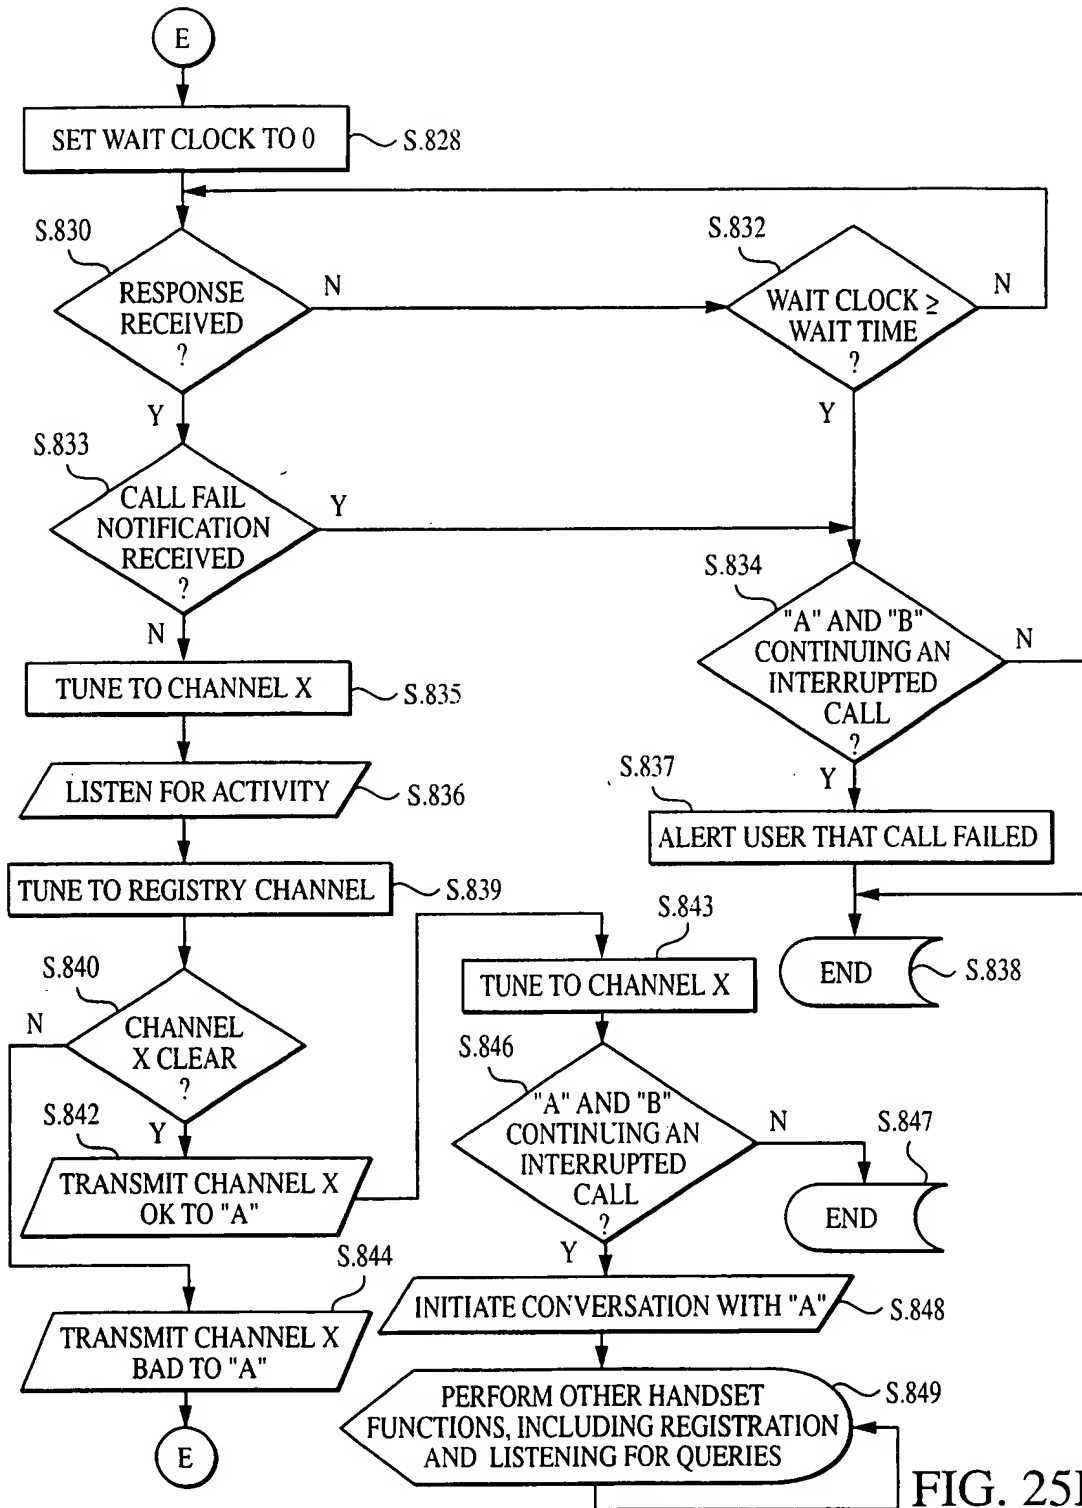 E
SET WAIT CLOCK TO 0
S.828
S.830
RESPONSE
RECEIVED
?
N
Y
S.832
WAIT CLOCK ≥
WAIT TIME
?
N
Y
S.833
CALL FAIL
NOTIFICATION
RECEIVED
?
Y
N
S.834
"A" AND "B"
CONTINUING AN
INTERRUPTED
CALL
?
N
Y
TUNE TO CHANNEL X
S.835
LISTEN FOR ACTIVITY
S.836
S.837
ALERT USER THAT CALL FAILED
TUNE TO REGISTRY CHANNEL
S.839
END
S.838
S.840
CHANNEL
X CLEAR
?
N
Y
S.843
TUNE TO CHANNEL X
S.842
TRANSMIT CHANNEL X
OK TO "A"
S.846
"A" AND "B"
CONTINUING AN
INTERRUPTED
CALL
?
N
Y
S.847
END
S.844
TRANSMIT CHANNEL X
BAD TO "A"
INITIATE CONVERSATION WITH "A"
S.848
PERFORM OTHER HANDSET
FUNCTIONS, INCLUDING REGISTRATION
AND LISTENING FOR QUERIES
S.849
E
FIG.